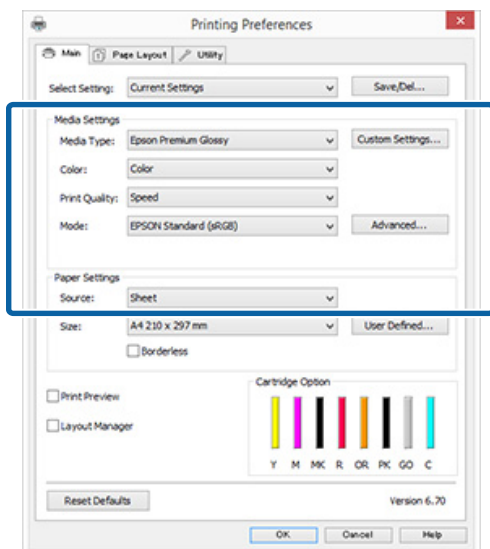 Printing Preferences
Main Page Layout Utility
Select Setting: Current Settings Save/Del...
Media Settings
Media Type: Epson Premium Glossy Custom Settings...
Color: Color
Print Quality: Speed
Mode: EPSON Standard (sRGB) Advanced...
Paper Settings
Source: Sheet
Size: A4 210 x 297 mm User Defined...
Borderless
Cartridge Option
Print Preview
Layout Manager
Y M MK R OR PK GO C
Reset Defaults Version 6.70
OK Cancel Help